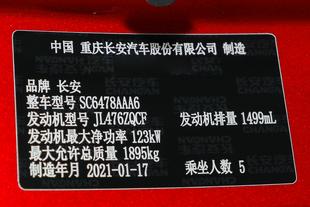 中国 重庆长安汽车股份有限公司 制造
品牌 长安
整车型号 SC6478AAA6
发动机型号 JL476ZQCF 发动机排量 1499mL
发动机最大净功率 123kW
最大允许总质量 1895kg
制造年月 2021-01-17 乘坐人数 5